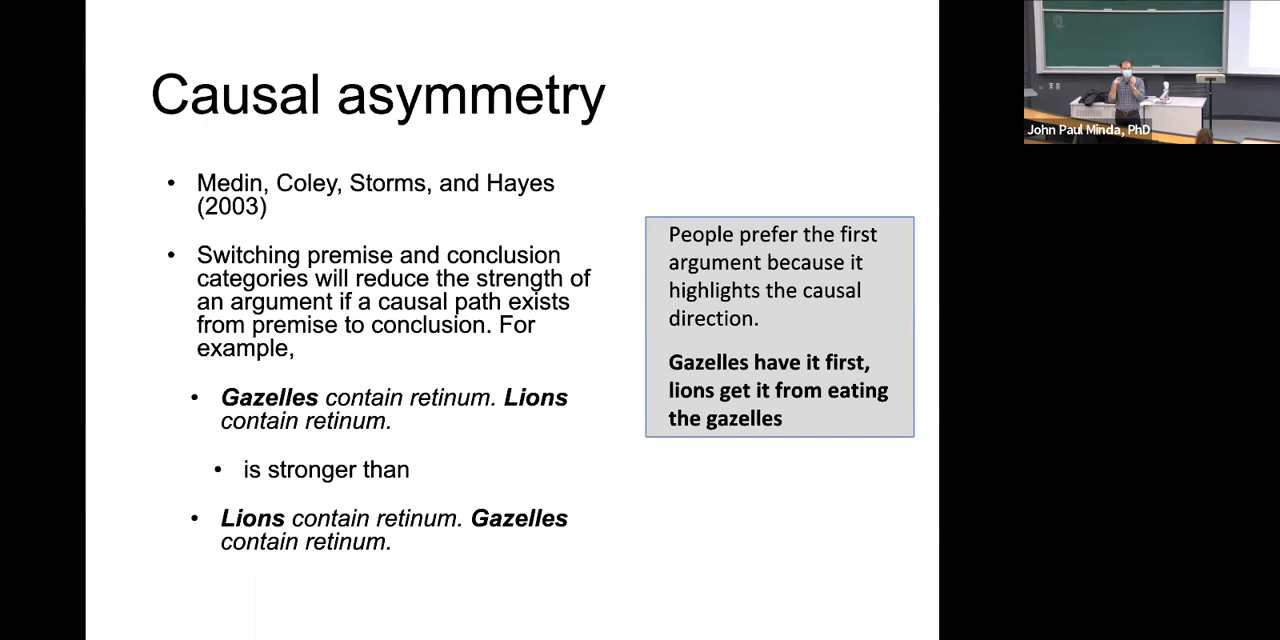 Causal asymmetry
• Medin, Coley, Storms, and Hayes
(2003)
• Switching premise and conclusion
categories will reduce the strength of
an argument if a causal path exists
from premise to conclusion. For
example,
• Gazelles contain retinum. Lions
contain retinum.
• is stronger than
• Lions contain retinum. Gazelles
contain retinum.
People prefer the first
argument because it
highlights the causal
direction.
Gazelles have it first,
lions get it from eating
the gazelles
John Paul Minda, PhD